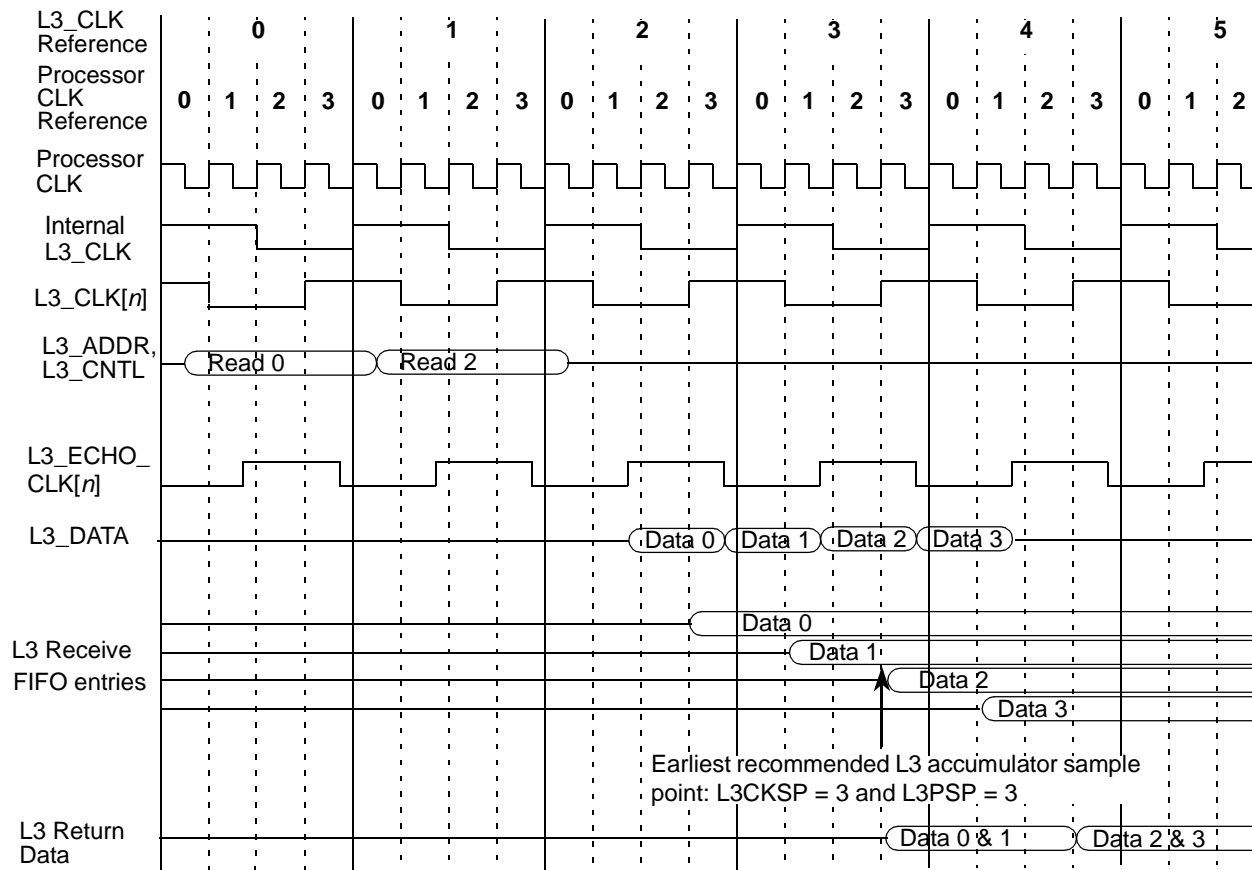 L3_CLK
Reference
0 1 2 3 4 5
Processor
CLK
Reference
0 1 2 3 0 1 2 3 0 1 2 3 0 1 2 3 0 1 2 3 0 1 2
Processor
CLK
Internal
L3_CLK
L3_CLK[n]
L3_ADDR,
L3_CNTL
Read 0 Read 2
L3_ECHO_
CLK[n]
L3_DATA
Data 0 Data 1 Data 2 Data 3
Data 0
L3 Receive
Data 1
FIFO entries
Data 2
Data 3
Earliest recommended L3 accumulator sample
point: L3CKSP = 3 and L3PSP = 3
L3 Return
Data
Data 0 & 1 Data 2 & 3